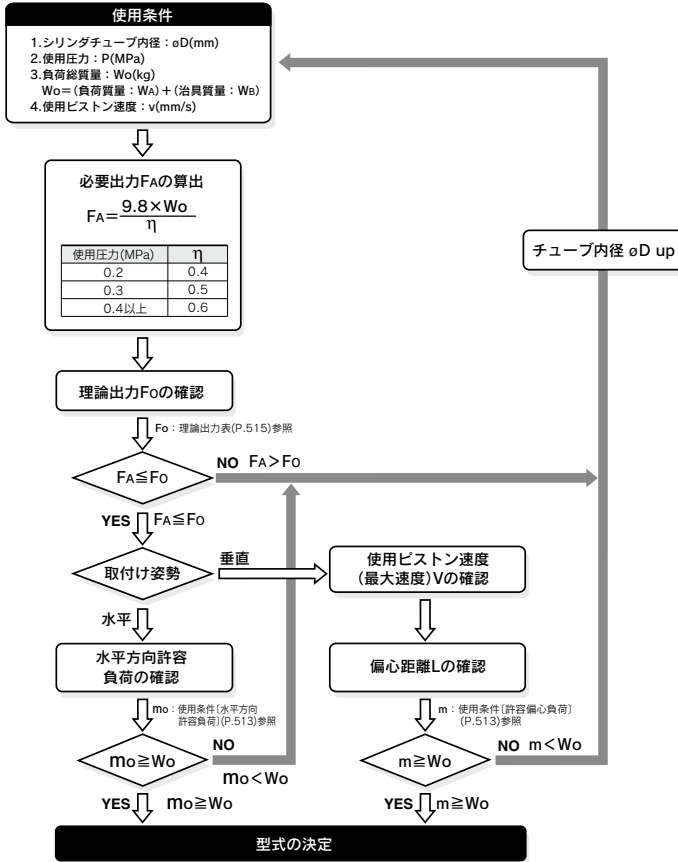 使用条件
1.シリンダチューブ内径：øD(mm)
2.使用圧力：P(MPa)
3.負荷総質量：Wo(kg)
Wo＝(負荷質量：WA)＋(治具質量：WB)
4.使用ピストン速度：v(mm/s)
必要出力FAの算出
FA＝9.8×Wo/η
使用圧力(MPa) η
0.2 0.4
0.3 0.5
0.4以上 0.6
チューブ内径 øD up
理論出力FOの確認
Fo：理論出力表(P.515)参照
FA≦FO
NO FA＞FO
YES FA≦FO
取付け姿勢
垂直
使用ピストン速度
(最大速度)Vの確認
水平
水平方向許容
負荷の確認
偏心距離Lの確認
mo：使用条件〔水平方向
許容負荷〕(P.513)参照
m：使用条件〔許容偏心負荷〕
(P.513)参照
mo≧Wo
NO
mo＜Wo
m≧Wo
NO m＜Wo
YES mo≧Wo
YES m≧Wo
型式の決定